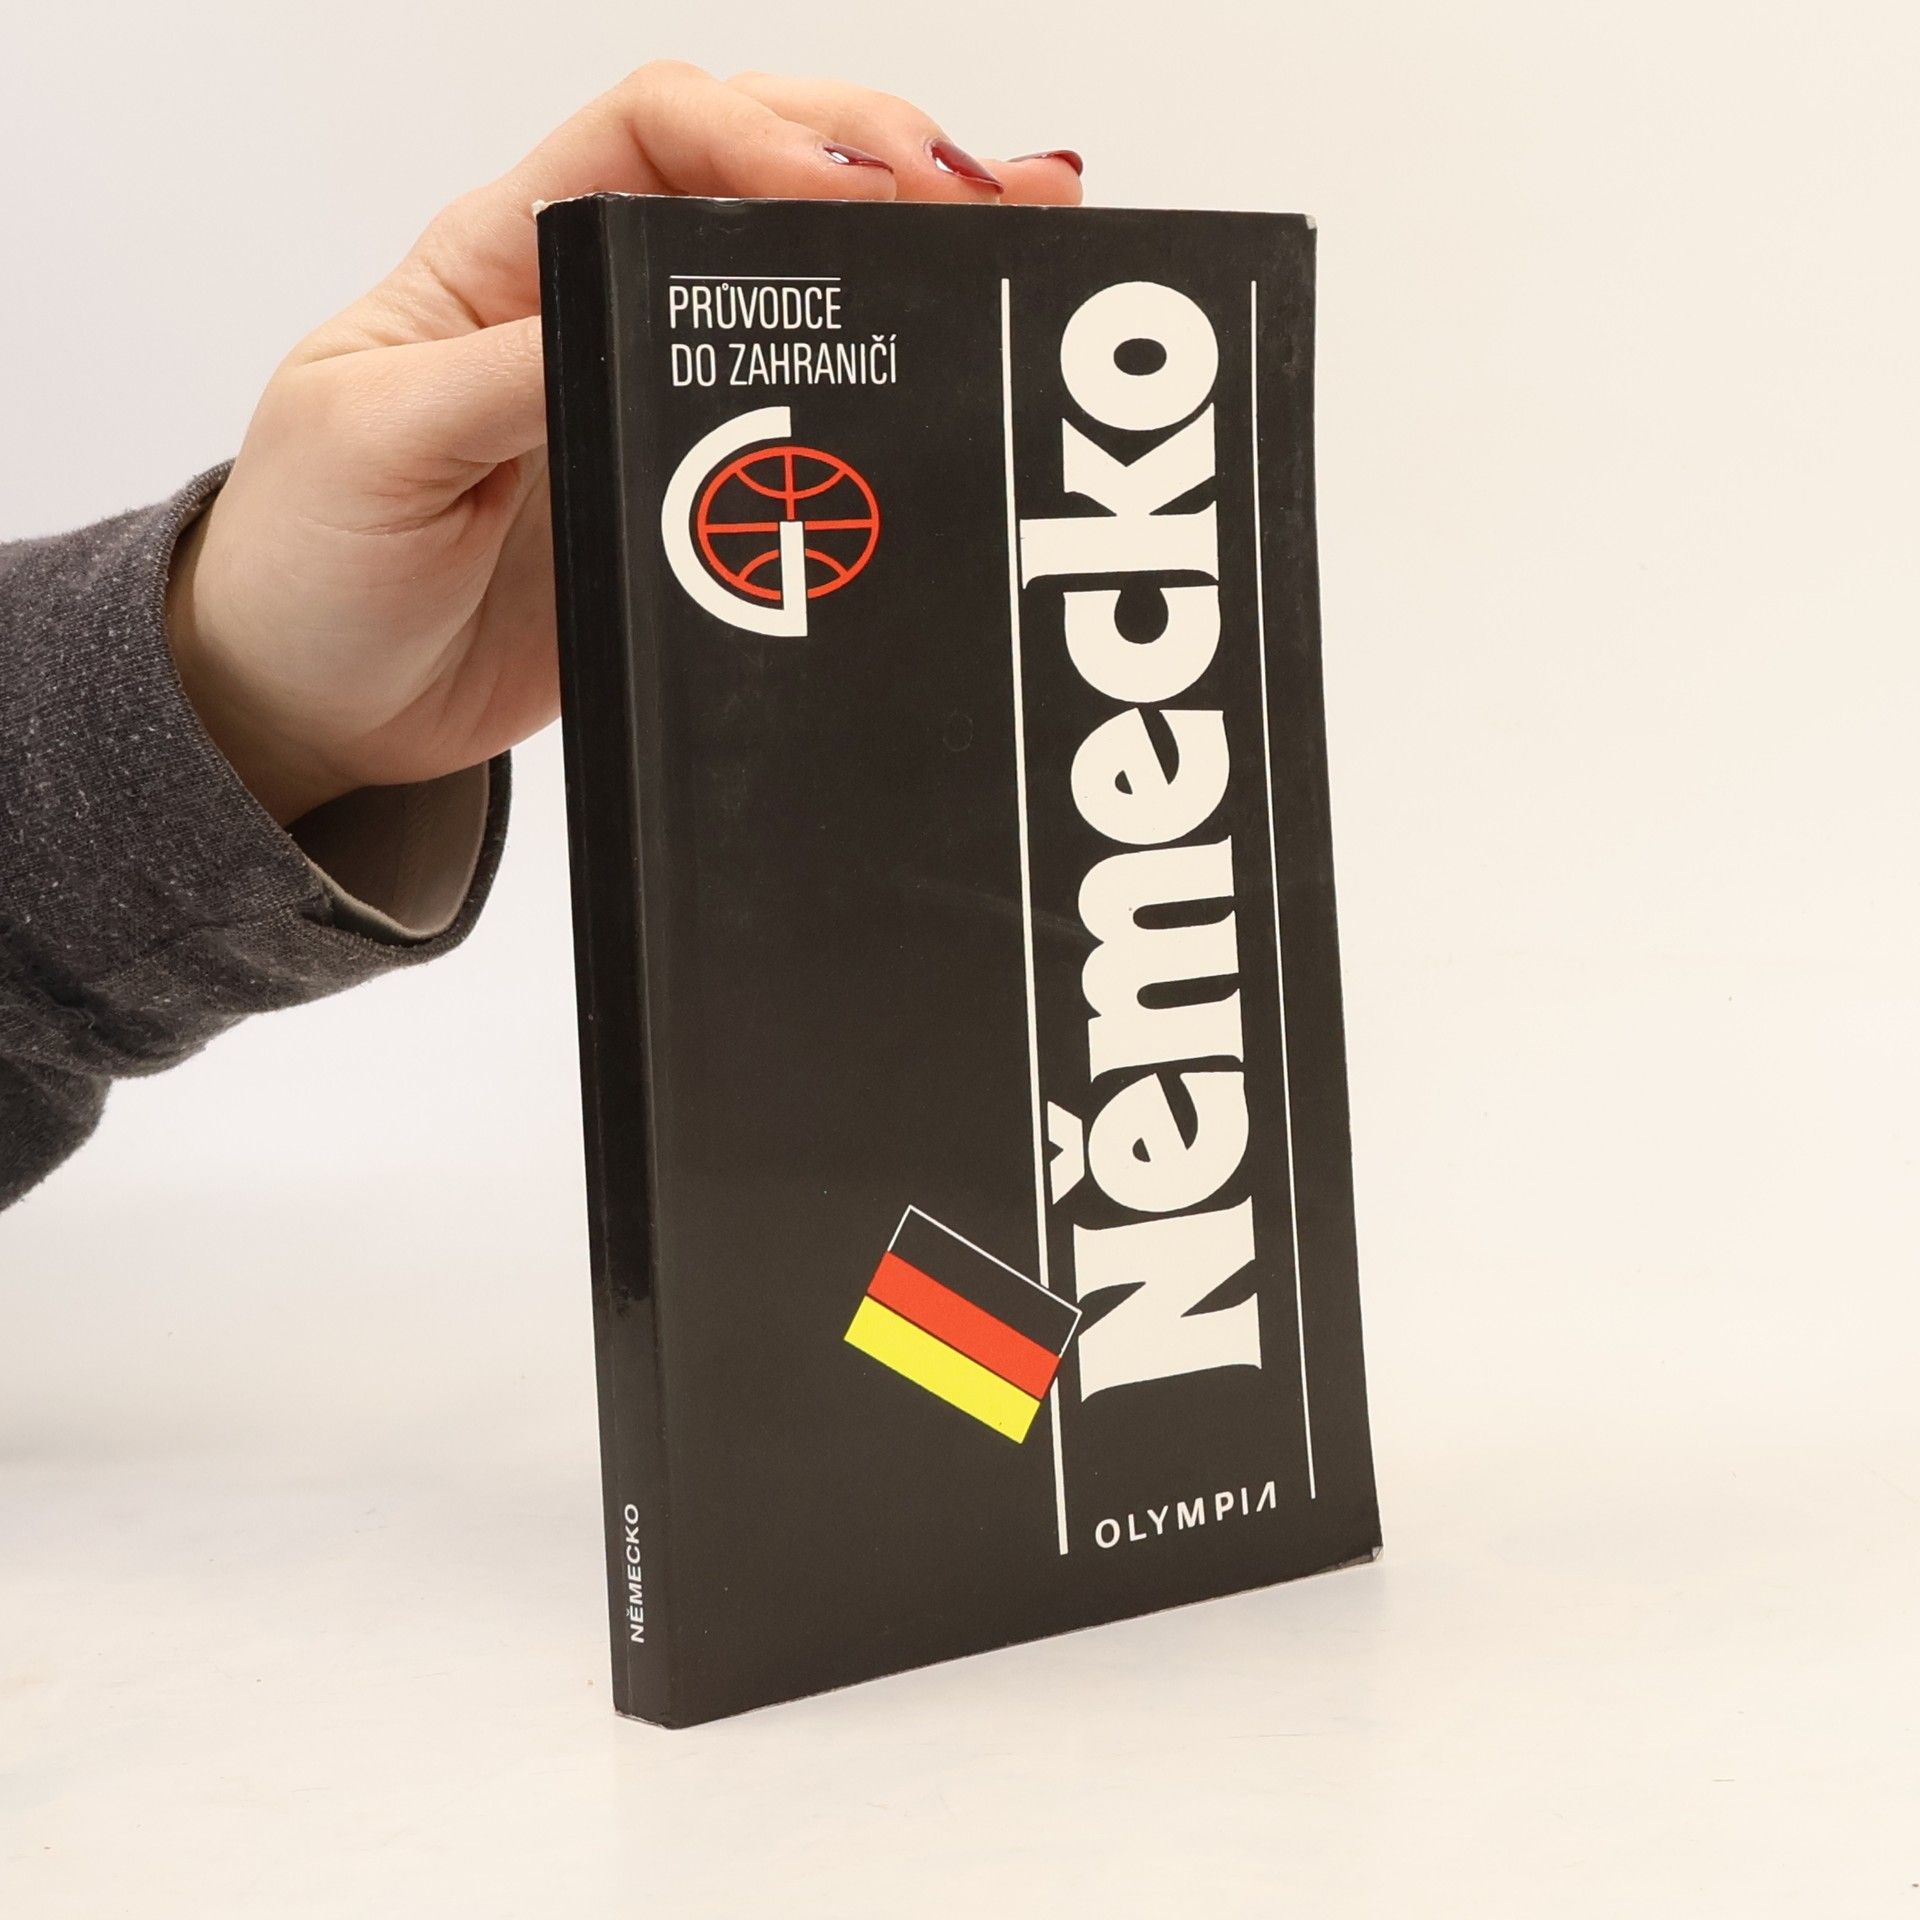 PRŮVODCE
DO ZAHRANIČÍ
Německo
OLYMPIA
NĚMECKO